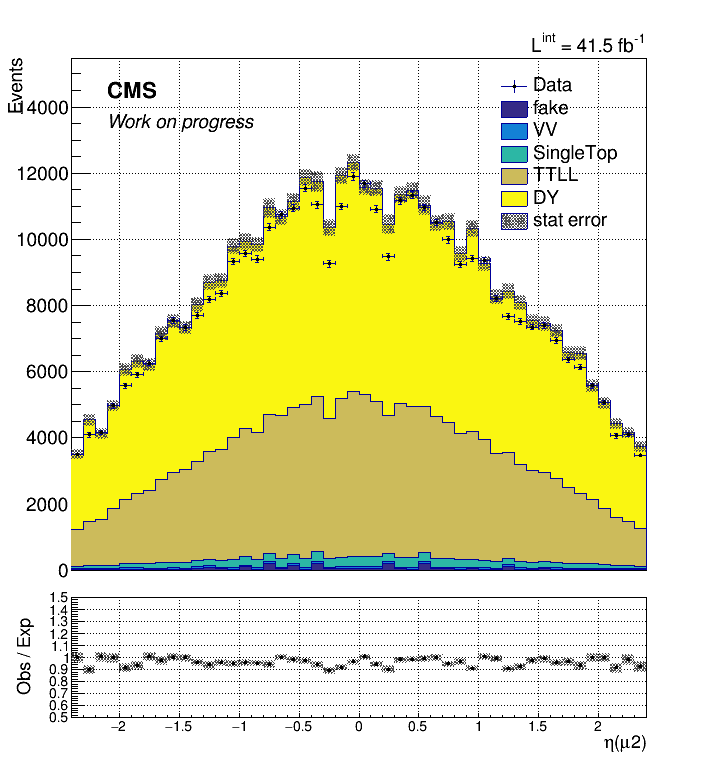 L^int = 41.5 fb^-1
Events
CMS
Work on progress
Data
fake
VV
SingleTop
TTLL
DY
stat error
14000
12000
10000
8000
6000
4000
2000
0
Obs / Exp
1.5
1.4
1.3
1.2
1.1
1
0.9
0.8
0.7
0.6
0.5
−2 −1.5 −1 −0.5 0 0.5 1 1.5 2
η(μ2)